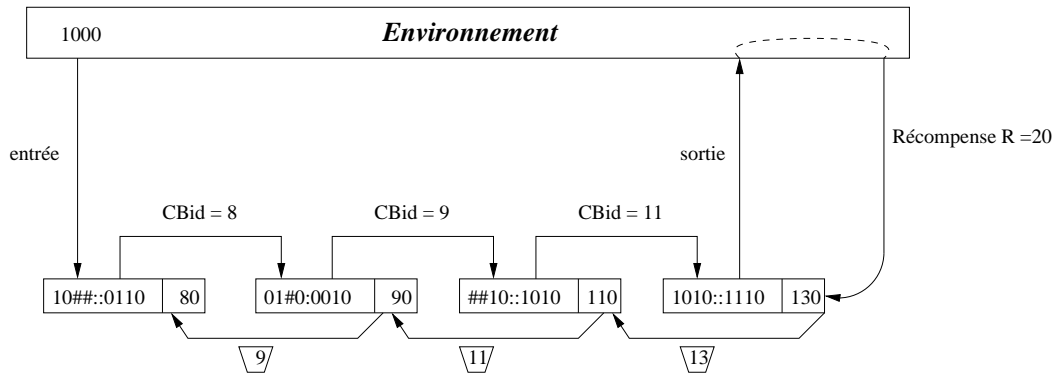 1000 Environnement
entrée
sortie
Récompense R =20
CBid = 8 CBid = 9 CBid = 11
10##::0110 80 01#0:0010 90 ##10::1010 110 1010::1110 130
9 11 13